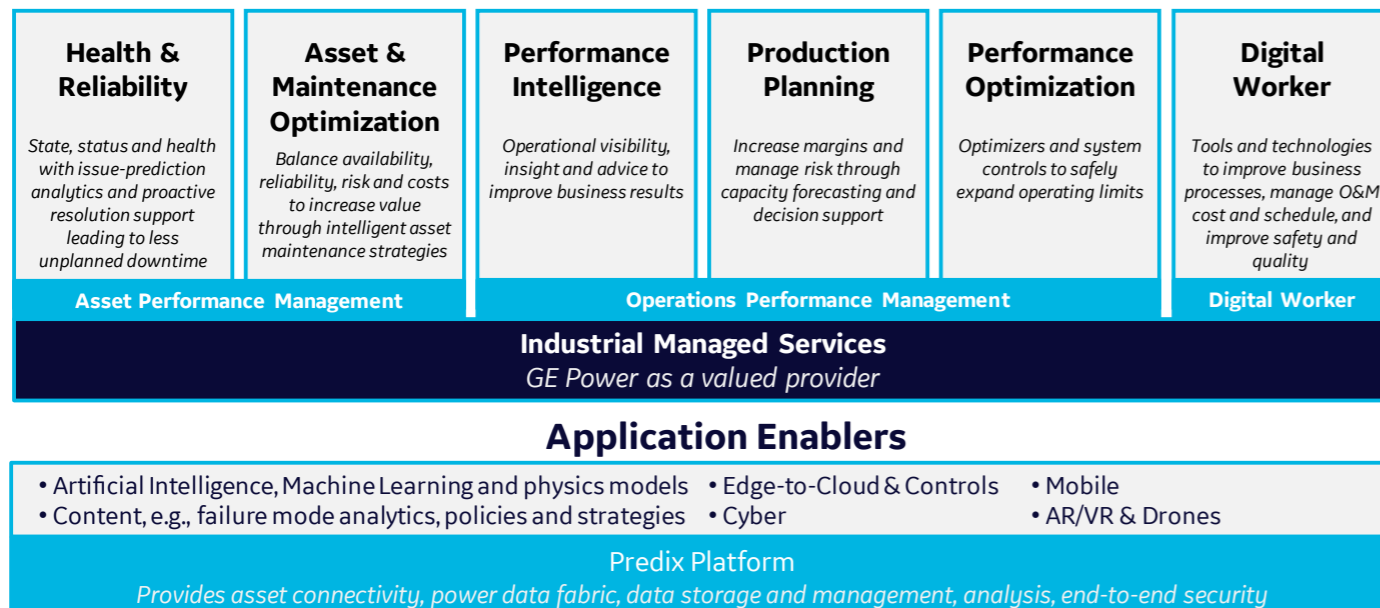 Health &
Reliability
State, status and health
with issue-prediction
analytics and proactive
resolution support
leading to less
unplanned downtime
Asset &
Maintenance
Optimization
Balance availability,
reliability, risk and costs
to increase value
through intelligent asset
maintenance strategies
Performance
Intelligence
Operational visibility,
insight and advice to
improve business results
Production
Planning
Increase margins and
manage risk through
capacity forecasting and
decision support
Performance
Optimization
Optimizers and system
controls to safely
expand operating limits
Digital
Worker
Tools and technologies
to improve business
processes, manage O&M
cost and schedule, and
improve safety and
quality
Asset Performance Management
Operations Performance Management
Digital Worker
Industrial Managed Services
GE Power as a valued provider
Application Enablers
• Artificial Intelligence, Machine Learning and physics models
• Content, e.g., failure mode analytics, policies and strategies
• Edge-to-Cloud & Controls
• Cyber
• Mobile
• AR/VR & Drones
Predix Platform
Provides asset connectivity, power data fabric, data storage and management, analysis, end-to-end security